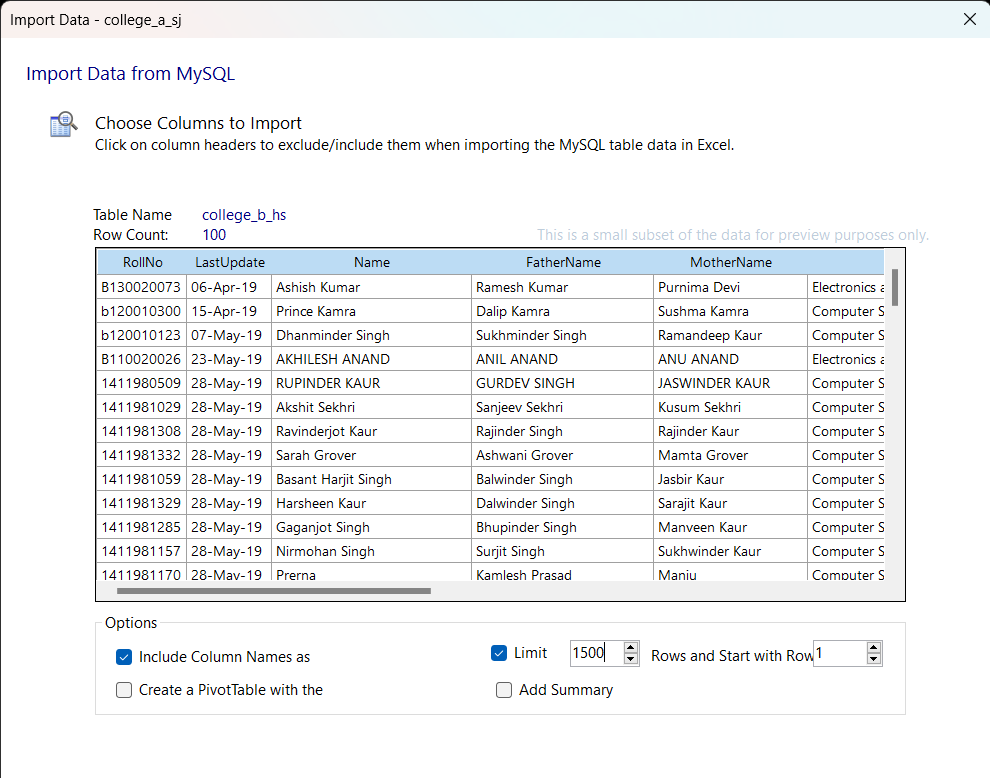 Import Data - college_a_sj
Import Data from MySQL
Choose Columns to Import
Click on column headers to exclude/include them when importing the MySQL table data in Excel.
Table Name college_b_hs
Row Count: 100
This is a small subset of the data for preview purposes only.
RollNo LastUpdate Name FatherName MotherName
B130020073 06-Apr-19 Ashish Kumar Ramesh Kumar Purnima Devi Electronics a
b120010300 15-Apr-19 Prince Kamra Dalip Kamra Sushma Kamra Computer S
b120010123 07-May-19 Dhanminder Singh Sukhminder Singh Ramandeep Kaur Computer S
B110020026 23-May-19 AKHILESH ANAND ANIL ANAND ANU ANAND Electronics a
1411980509 28-May-19 RUPINDER KAUR GURDEV SINGH JASWINDER KAUR Computer S
1411981029 28-May-19 Akshit Sekhri Sanjeev Sekhri Kusum Sekhri Computer S
1411981308 28-May-19 Ravinderjot Kaur Rajinder Singh Rajinder Kaur Computer S
1411981332 28-May-19 Sarah Grover Ashwani Grover Mamta Grover Computer S
1411981059 28-May-19 Basant Harjit Singh Balwinder Singh Jasbir Kaur Computer S
1411981329 28-May-19 Harsheen Kaur Dalwinder Singh Sarajit Kaur Computer S
1411981285 28-May-19 Gaganjot Singh Bhupinder Singh Manveen Kaur Computer S
1411981157 28-May-19 Nirmohan Singh Surjit Singh Sukhwinder Kaur Computer S
1411981170 28-May-19 Prerna Kamlesh Prasad Manju Computer S
Options
Include Column Names as Limit 1500 Rows and Start with Row 1
Create a PivotTable with the Add Summary